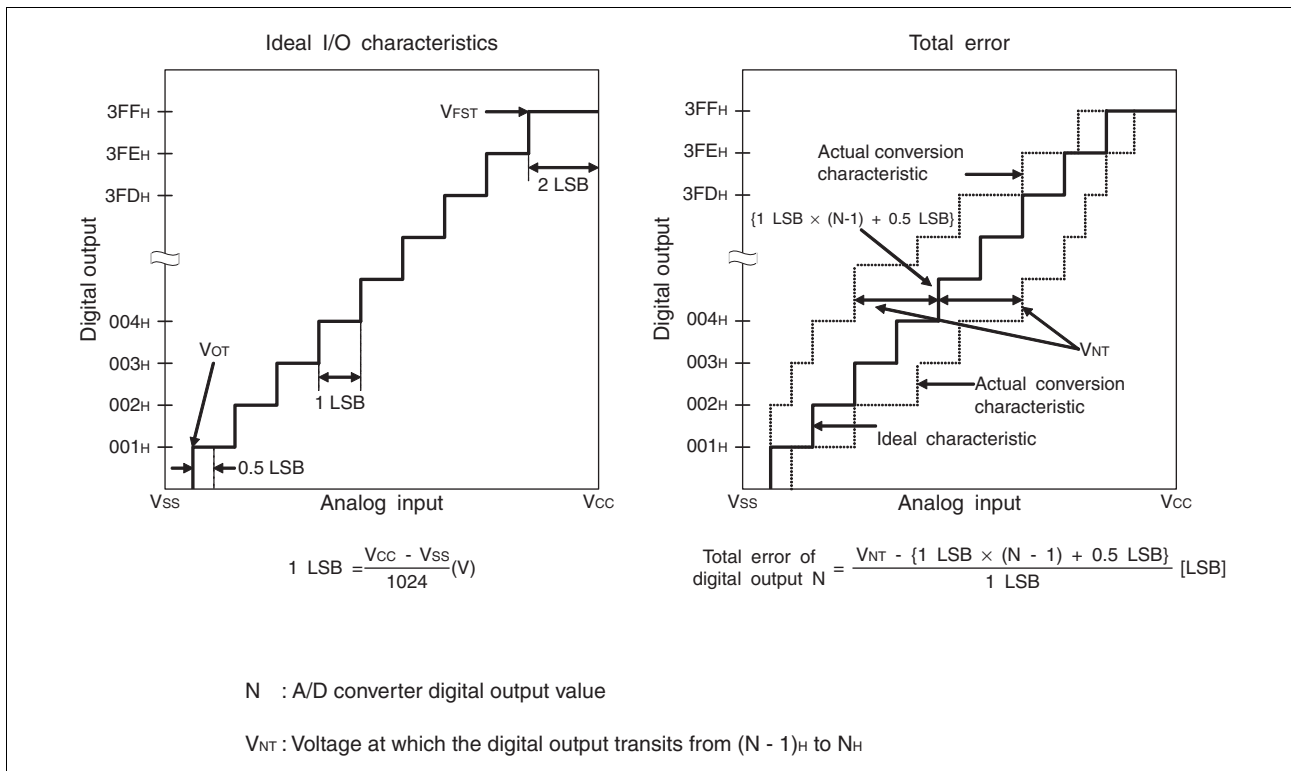 Ideal I/O characteristics
3FFH
3FEH
3FDH
004H
003H
002H
001H
Digital output
VFST
2 LSB
VOT
1 LSB
0.5 LSB
VSS
Analog input
VCC
1 LSB = VCC - VSS / 1024 (V)
Total error
3FFH
3FEH
3FDH
004H
003H
002H
001H
Digital output
Actual conversion
characteristic
{1 LSB × (N-1) + 0.5 LSB}
VNT
Actual conversion
characteristic
Ideal characteristic
VSS
Analog input
VCC
Total error of
digital output N = VNT - {1 LSB × (N - 1) + 0.5 LSB} / 1 LSB [LSB]
N : A/D converter digital output value
VNT : Voltage at which the digital output transits from (N - 1)H to NH